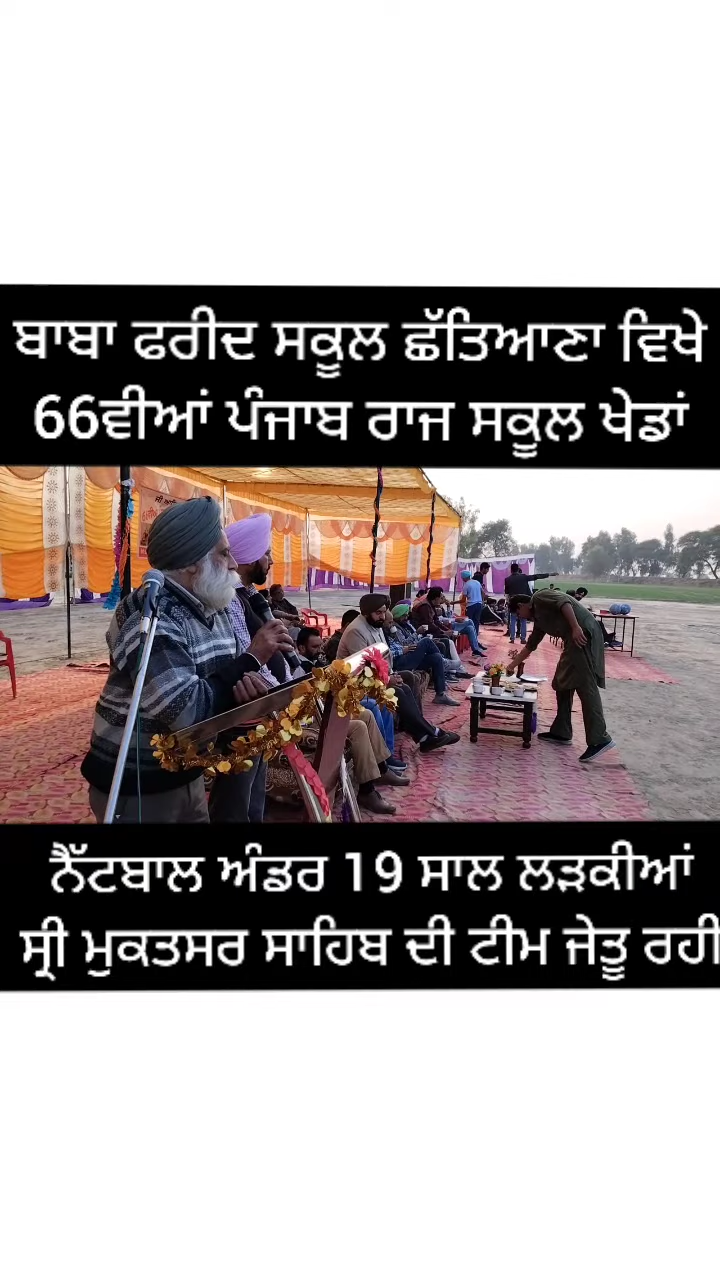 ਬਾਬਾ ਫਰੀਦ ਸਕੂਲ ਛੱਤਿਆਣਾ ਵਿਖੇ
66ਵੀਆਂ ਪੰਜਾਬ ਰਾਜ ਸਕੂਲ ਖੇਡਾਂ
ਨੈੱਟਬਾਲ ਅੰਡਰ 19 ਸਾਲ ਲੜਕੀਆਂ
ਸ੍ਰੀ ਮੁਕਤਸਰ ਸਾਹਿਬ ਦੀ ਟੀਮ ਜੇਤੂ ਰਹੀ